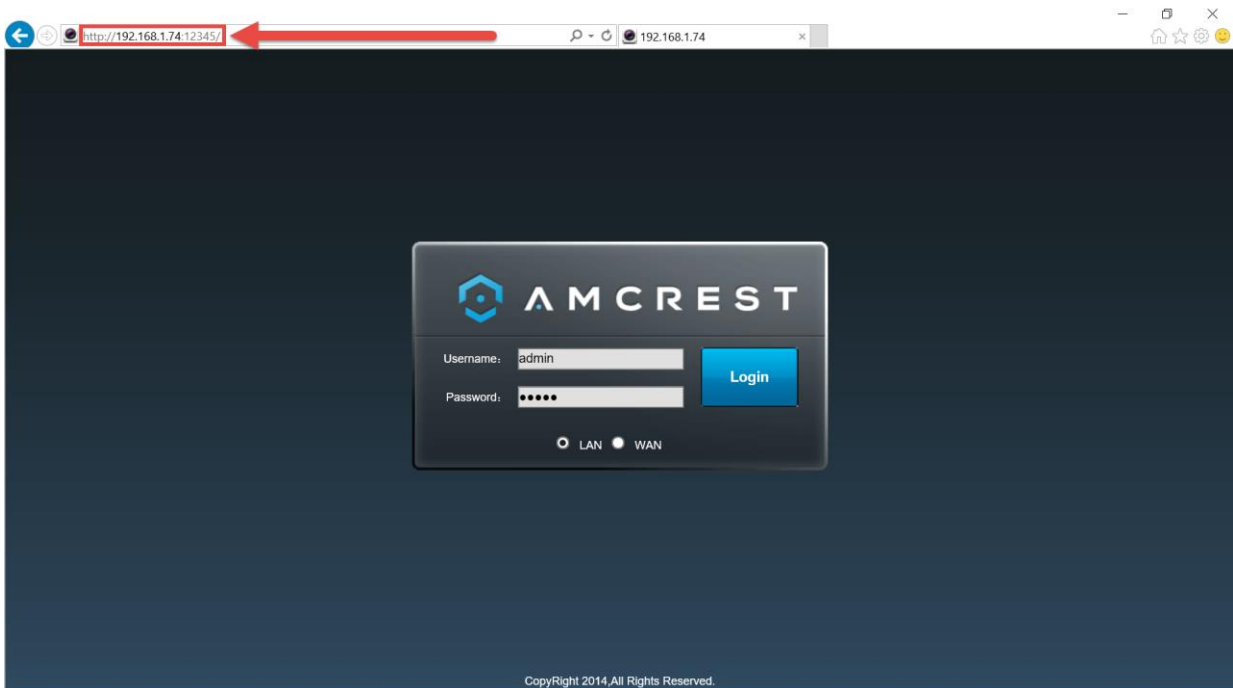 http://192.168.1.74:12345/
192.168.1.74
AMCREST
Username:
admin
Login
Password:
•••••
LAN WAN
CopyRight 2014,All Rights Reserved.